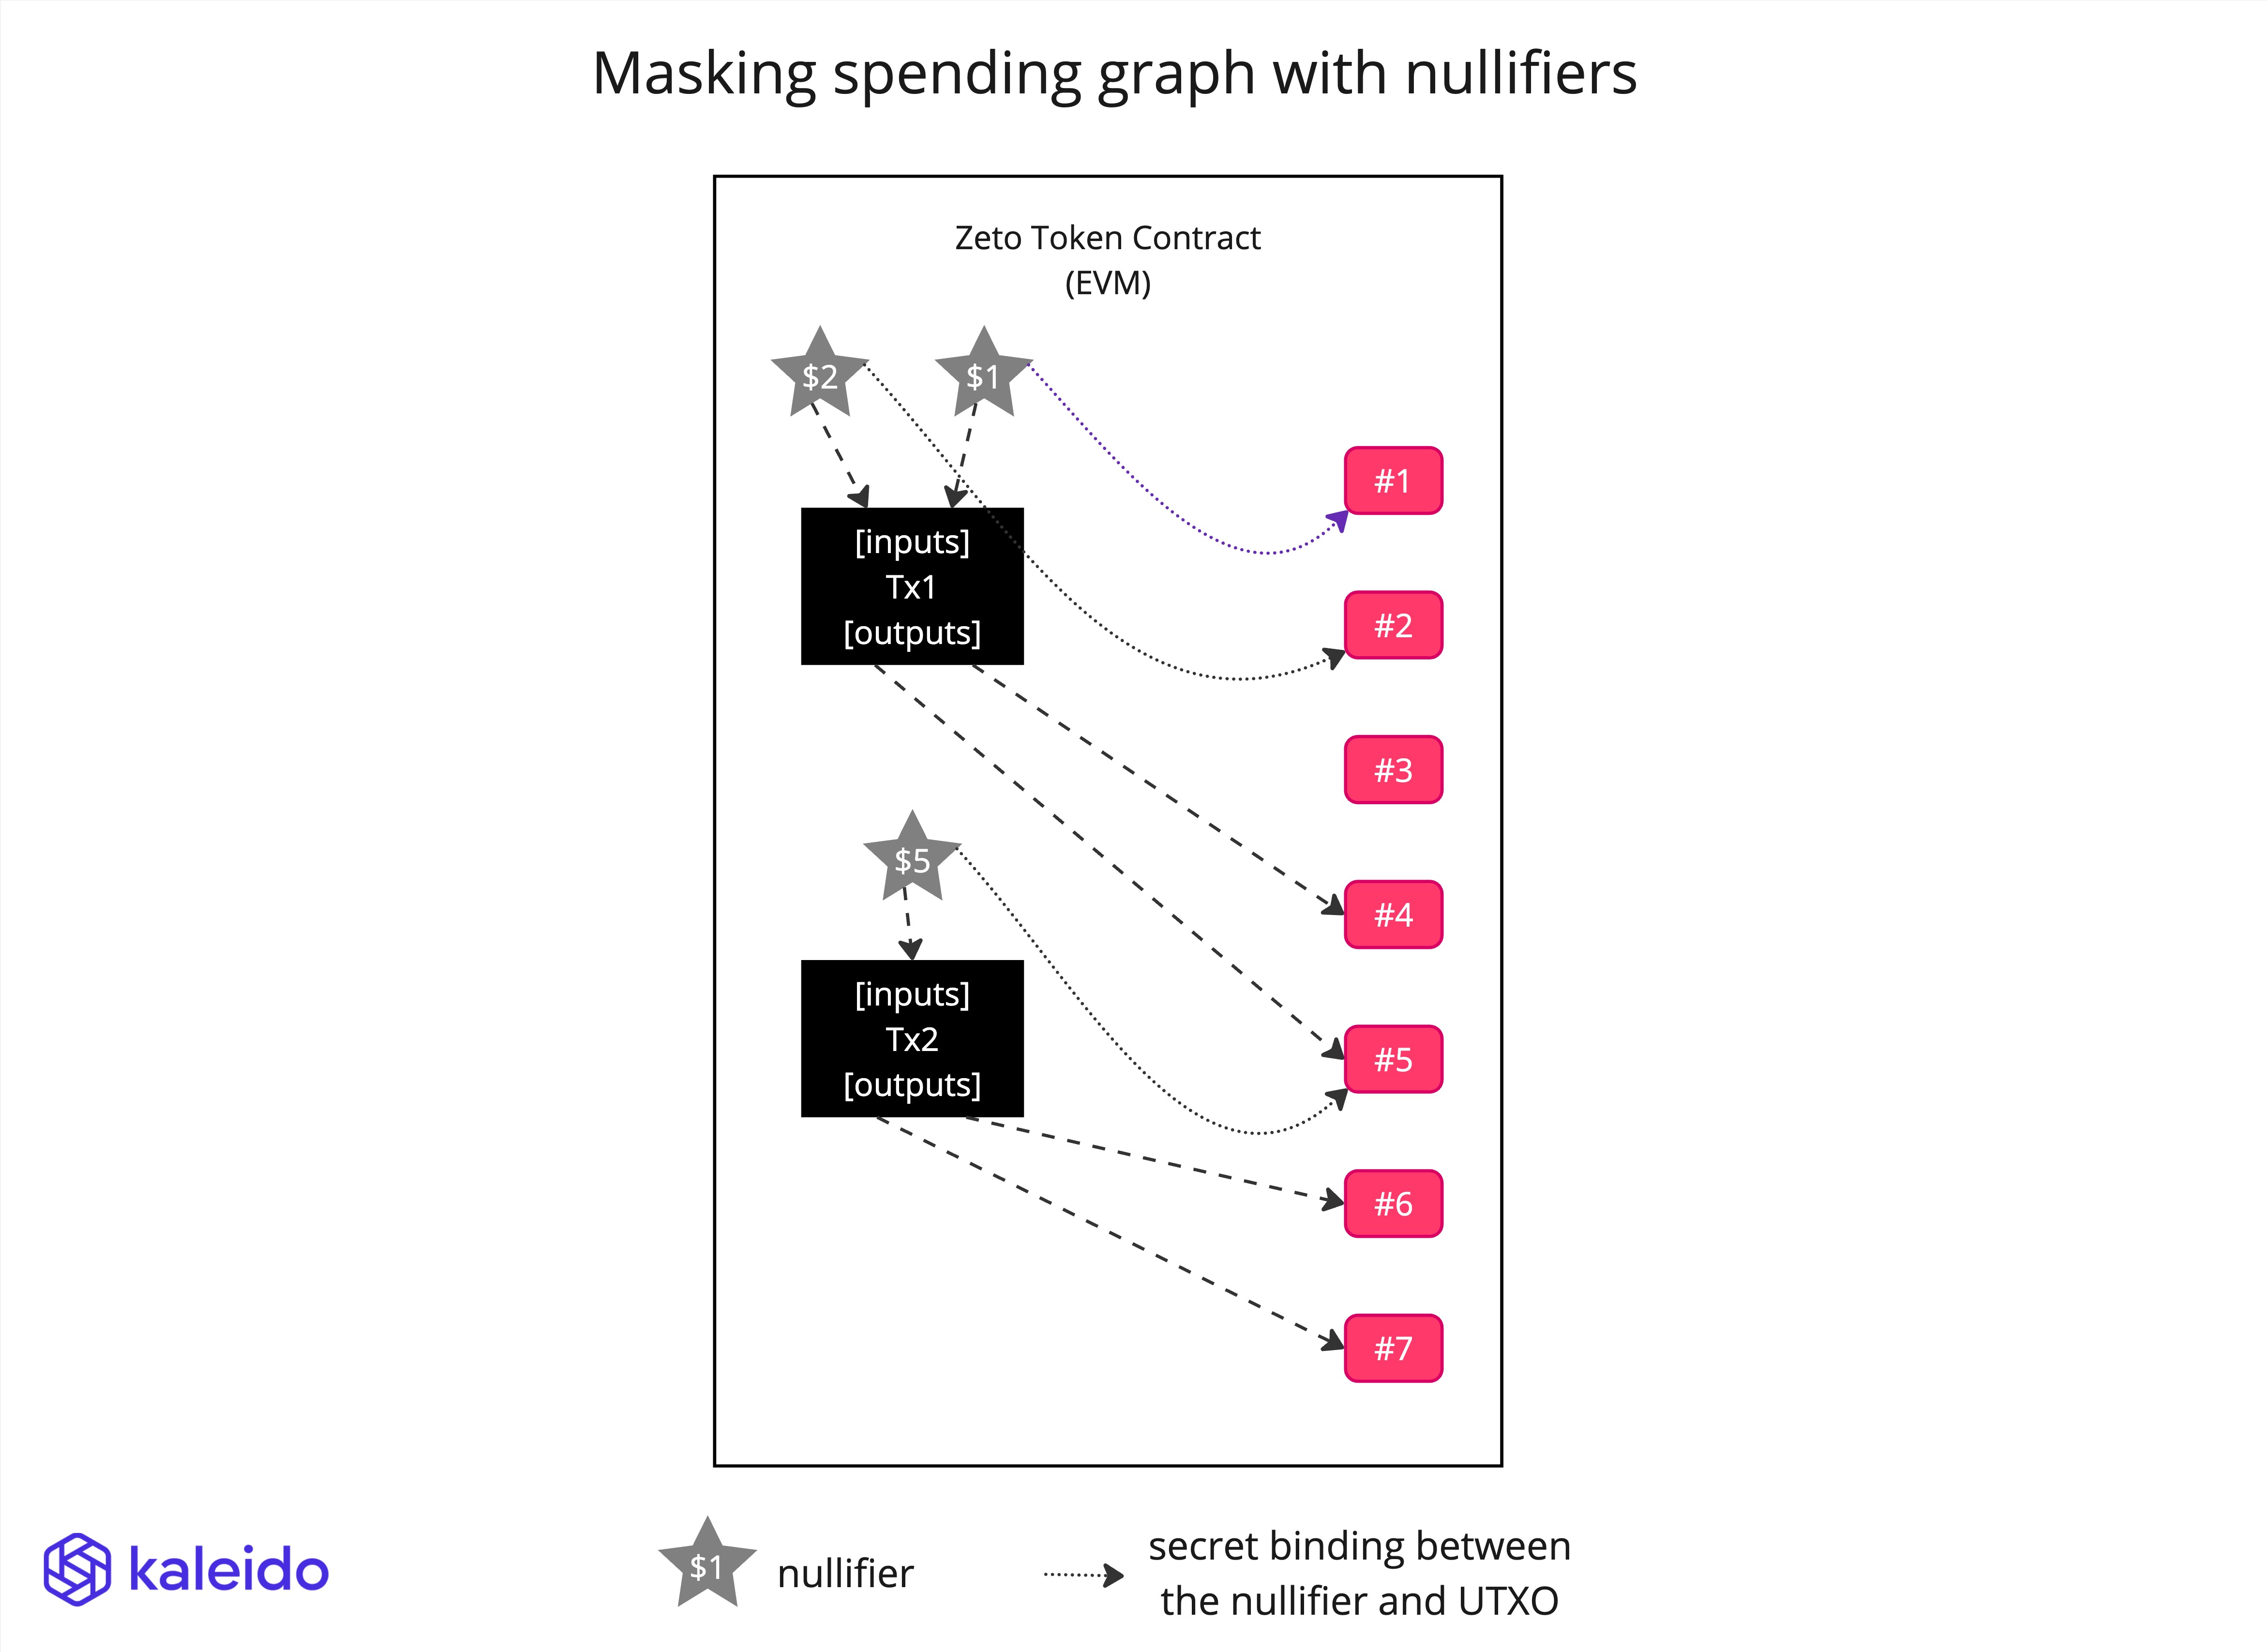 Masking spending graph with nullifiers
Zeto Token Contract
(EVM)
$2
$1
#1
[inputs]
Tx1
[outputs]
#2
#3
$5
#4
[inputs]
Tx2
[outputs]
#5
#6
#7
kaleido
$1
nullifier
secret binding between
the nullifier and UTXO